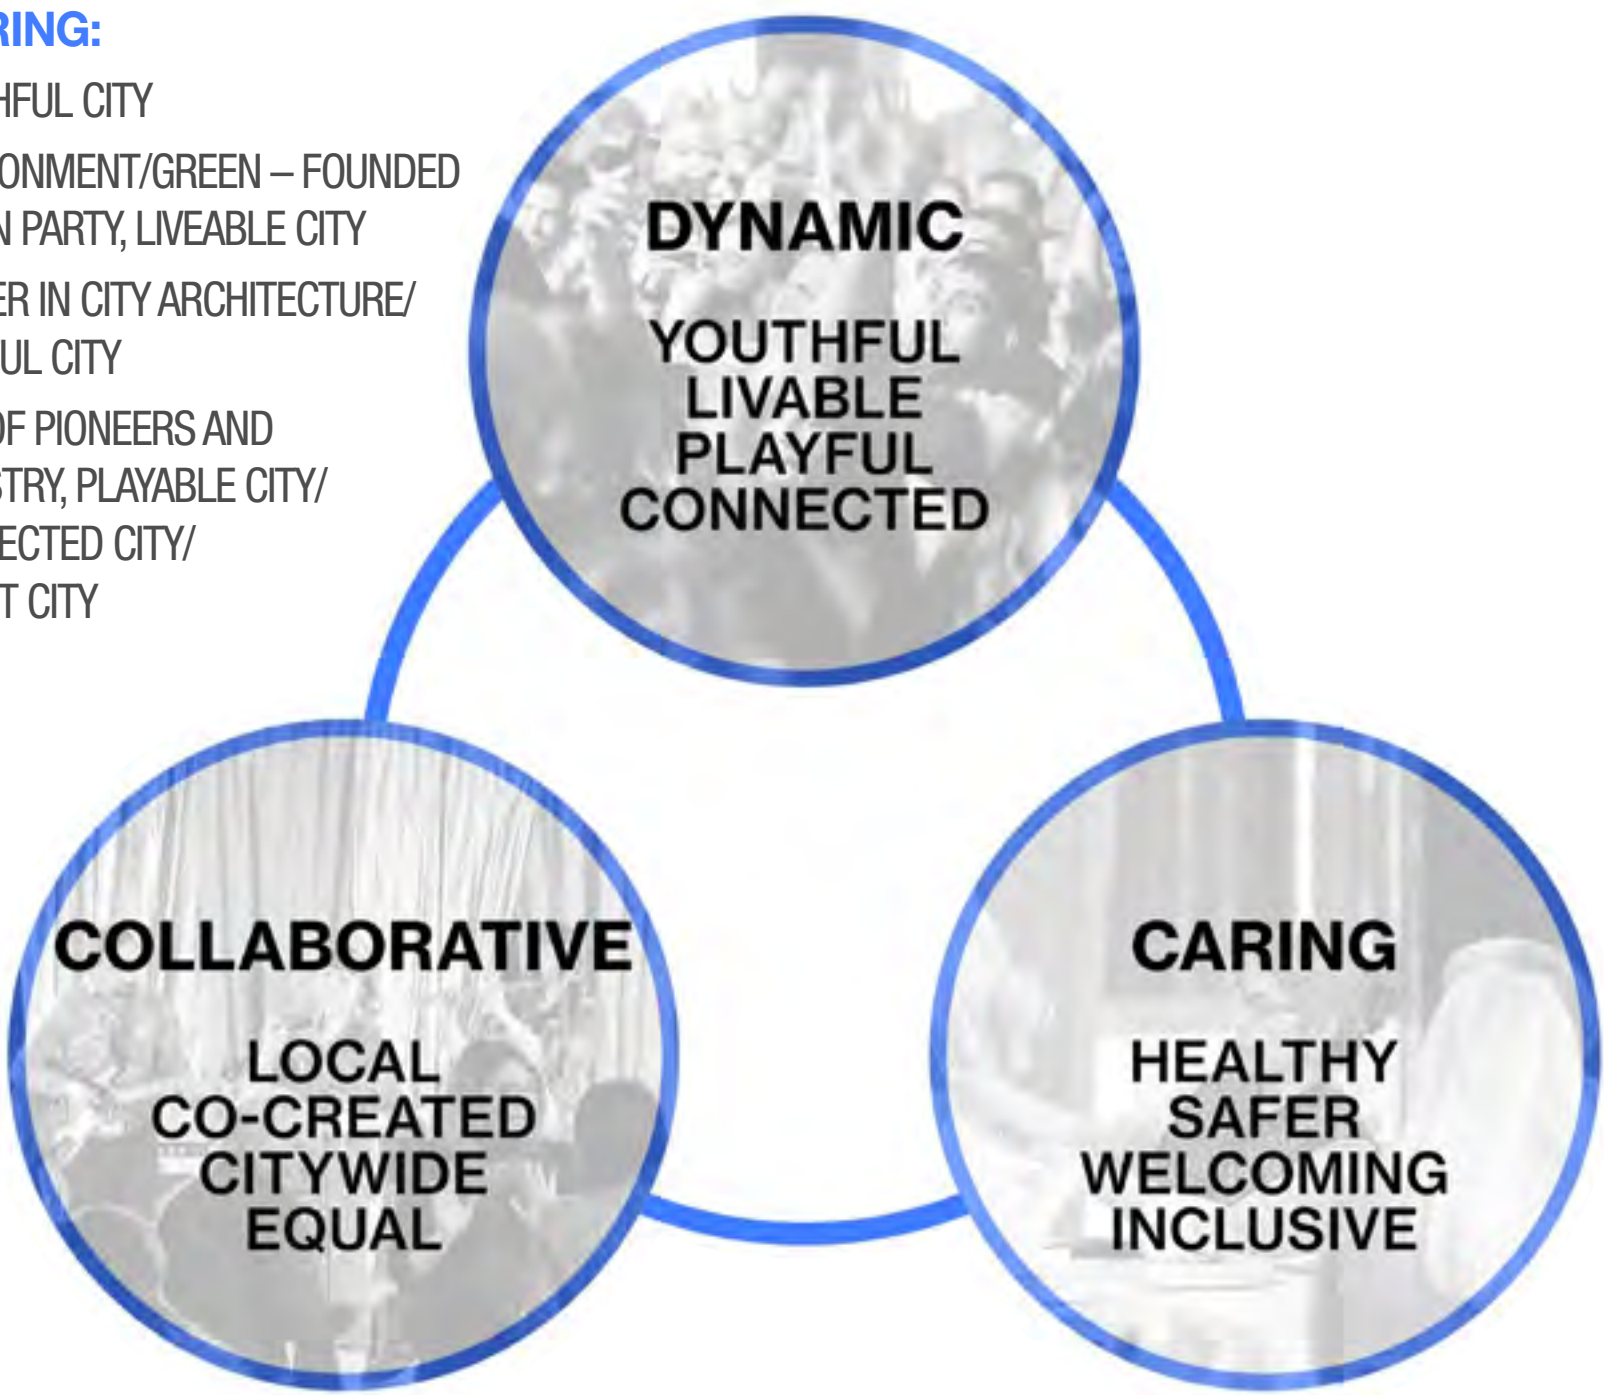 RING:
HFUL CITY
ONMENT/GREEN – FOUNDED
N PARTY, LIVEABLE CITY
ER IN CITY ARCHITECTURE/
UL CITY
OF PIONEERS AND
STRY, PLAYABLE CITY/
ECTED CITY/
T CITY
DYNAMIC
YOUTHFUL
LIVABLE
PLAYFUL
CONNECTED
COLLABORATIVE
LOCAL
CO-CREATED
CITYWIDE
EQUAL
CARING
HEALTHY
SAFER
WELCOMING
INCLUSIVE